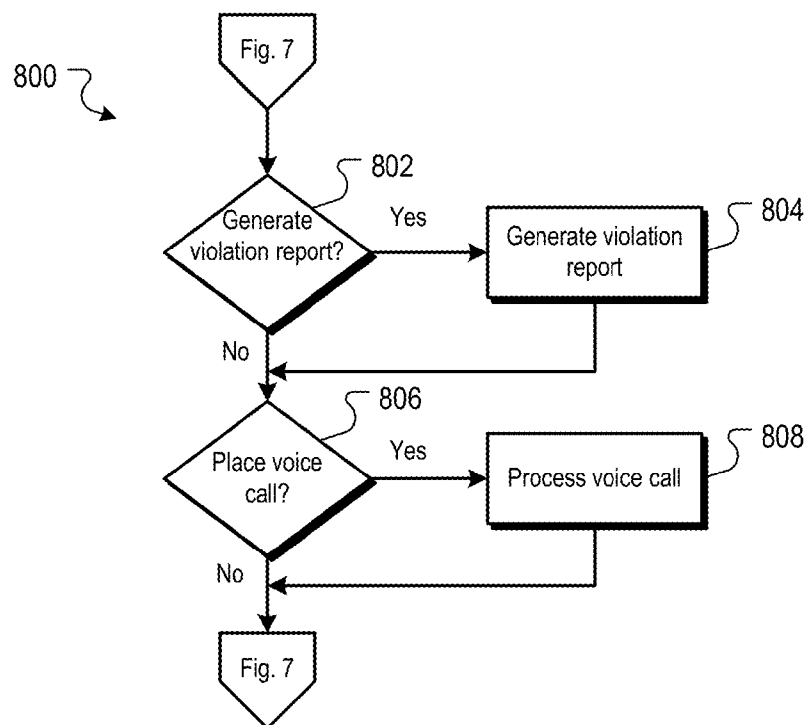 Fig. 7
800
802
Generate
violation report?
Yes
804
Generate violation
report
No
806
Place voice
call?
Yes
808
Process voice call
No
Fig. 7